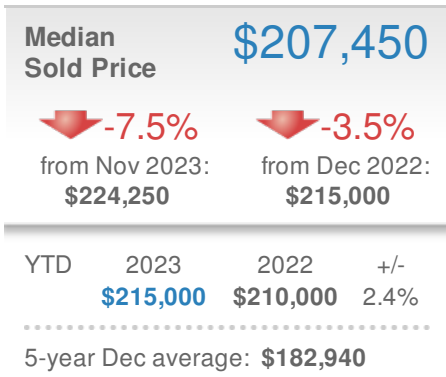 Median $207,450
Sold Price
-7.5% -3.5%
from Nov 2023: from Dec 2022:
$224,250 $215,000
YTD 2023 2022 +/-
$215,000 $210,000 2.4%
5-year Dec average: $182,940